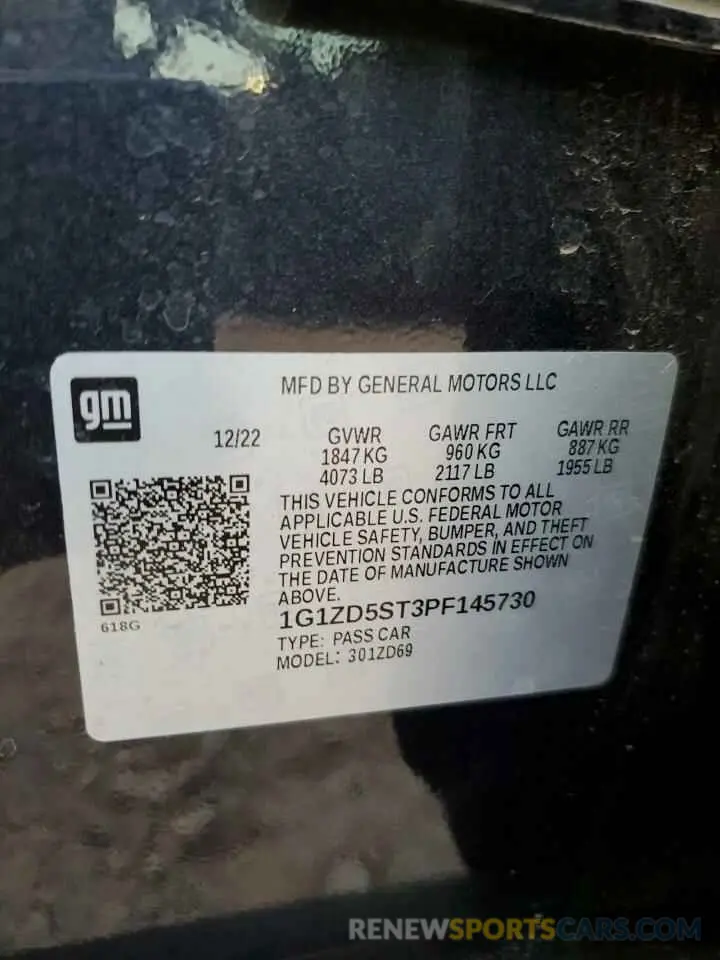 gm
MFD BY GENERAL MOTORS LLC
12/22 GVWR GAWR FRT GAWR RR
1847 KG 960 KG 887 KG
4073 LB 2117 LB 1955 LB
THIS VEHICLE CONFORMS TO ALL
APPLICABLE U.S. FEDERAL MOTOR
VEHICLE SAFETY, BUMPER, AND THEFT
PREVENTION STANDARDS IN EFFECT ON
THE DATE OF MANUFACTURE SHOWN
ABOVE.
618G
1G1ZD5ST3PF145730
TYPE: PASS CAR
MODEL: 301ZD69
RENEWSPORTSCARS.COM